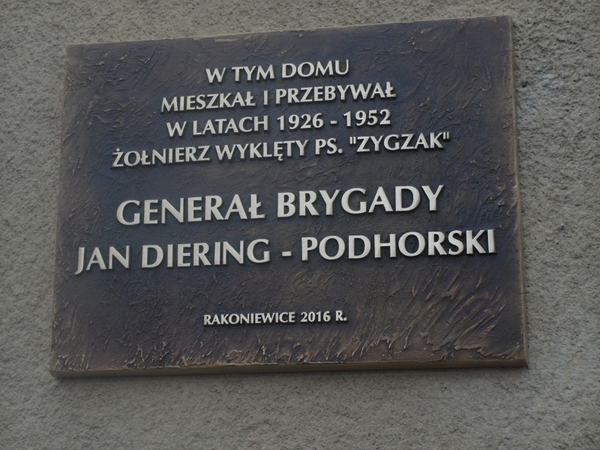 W TYM DOMU
MIESZKAŁ I PRZEBYWAŁ
W LATACH 1926 - 1952
ŻOŁNIERZ WYKLĘTY PS. "ZYGZAK"
GENERAŁ BRYGADY
JAN DIERING - PODHORSKI
RAKONIEWICE 2016 R.